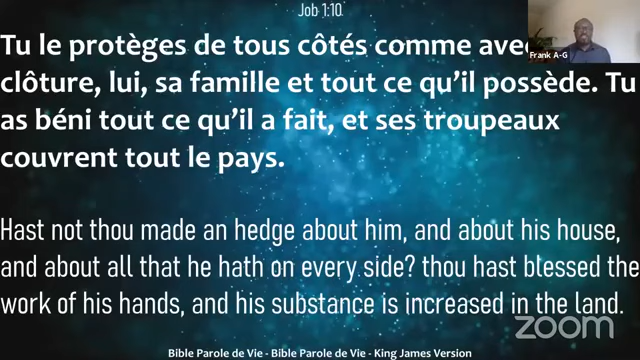 Job 1:10
Tu le protèges de tous côtés comme avec
clôture, lui, sa famille et tout ce qu'il possède. Tu
as béni tout ce qu'il a fait, et ses troupeaux
couvrent tout le pays.
Hast not thou made an hedge about him, and about his house,
and about all that he hath on every side? thou hast blessed the
work of his hands, and his substance is increased in the land.
Frank A-G
zoom
Bible Parole de Vie - Bible Parole de Vie - King James Version